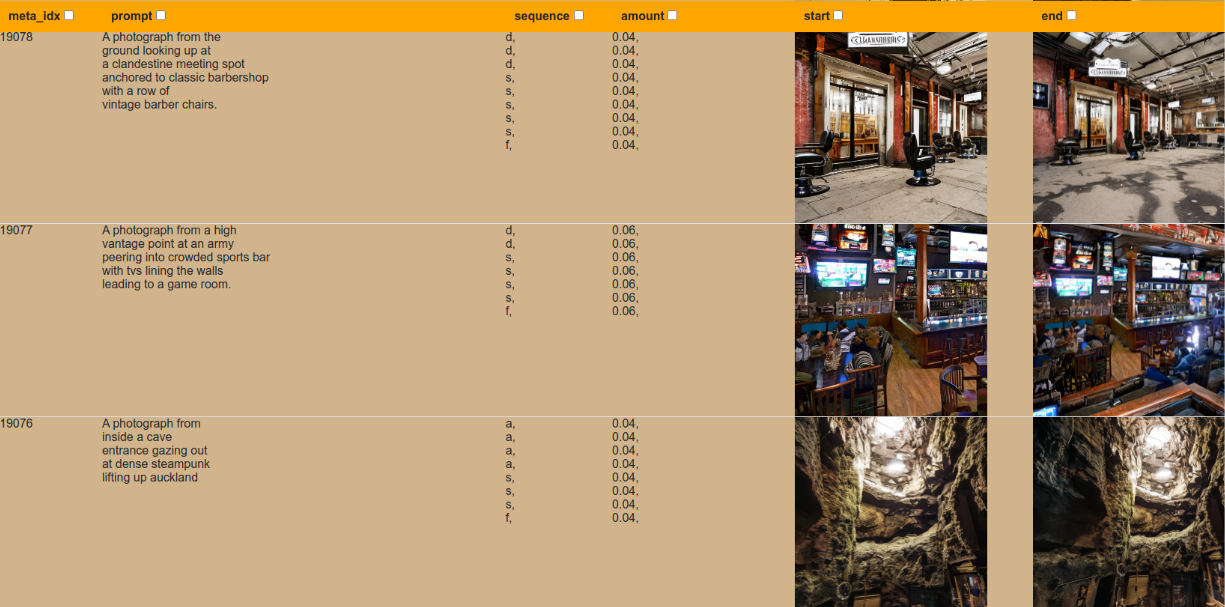 meta_idx prompt sequence amount start end
19078 A photograph from the d, 0.04,
ground looking up at d, 0.04,
a clandestine meeting spot d, 0.04,
anchored to classic barbershop s, 0.04,
with a row of s, 0.04,
vintage barber chairs. s, 0.04,
s, 0.04,
s, 0.04,
f, 0.04,
19077 A photograph from a high d, 0.06,
vantage point at an army d, 0.06,
peering into crowded sports bar s, 0.06,
with tvs lining the walls s, 0.06,
leading to a game room. s, 0.06,
s, 0.06,
f, 0.06,
19076 A photograph from a, 0.04,
inside a cave a, 0.04,
entrance gazing out a, 0.04,
at dense steampunk a, 0.04,
lifting up auckland s, 0.04,
s, 0.04,
s, 0.04,
f, 0.04,